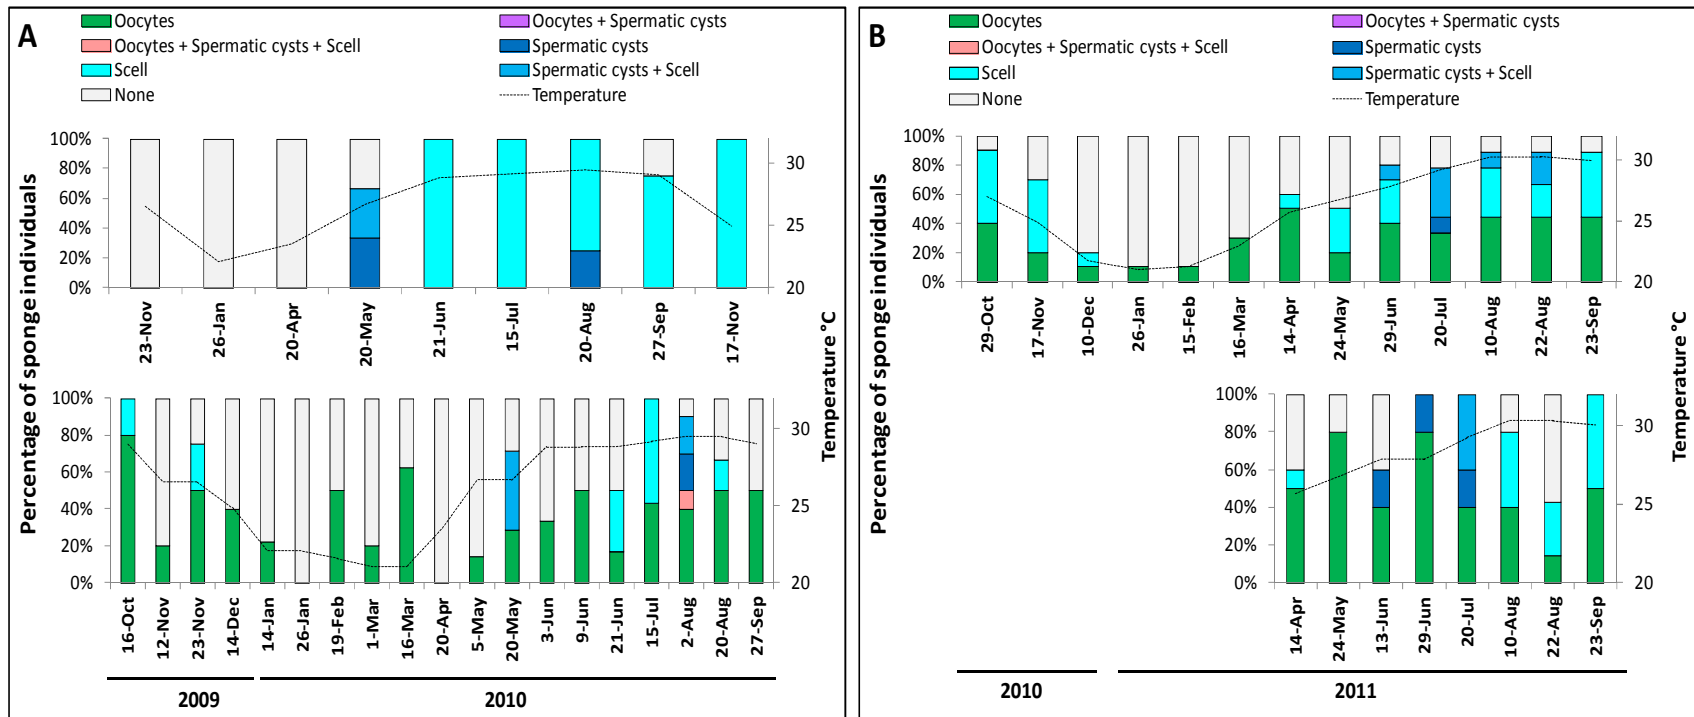 A
Oocytes
Oocytes + Spermatic cysts
Oocytes + Spermatic cysts + Scell
Spermatic cysts
Scell
Spermatic cysts + Scell
None
Temperature
Percentage of sponge individuals
100%
80%
60%
40%
20%
0%
30
25
20
23-Nov
26-Jan
20-Apr
20-May
21-Jun
15-Jul
20-Aug
27-Sep
17-Nov
Temperature °C
100%
80%
60%
40%
20%
0%
30
25
20
16-Oct
12-Nov
23-Nov
14-Dec
14-Jan
26-Jan
19-Feb
1-Mar
16-Mar
20-Apr
5-May
20-May
3-Jun
9-Jun
21-Jun
15-Jul
2-Aug
20-Aug
27-Sep
2009
2010
B
Oocytes
Oocytes + Spermatic cysts
Oocytes + Spermatic cysts + Scell
Spermatic cysts
Scell
Spermatic cysts + Scell
None
Temperature
Percentage of sponge individuals
100%
80%
60%
40%
20%
0%
30
25
20
29-Oct
17-Nov
10-Dec
26-Jan
15-Feb
16-Mar
14-Apr
24-May
29-Jun
20-Jul
10-Aug
22-Aug
23-Sep
Temperature °C
100%
80%
60%
40%
20%
0%
30
25
20
14-Apr
24-May
13-Jun
29-Jun
20-Jul
10-Aug
22-Aug
23-Sep
2010
2011